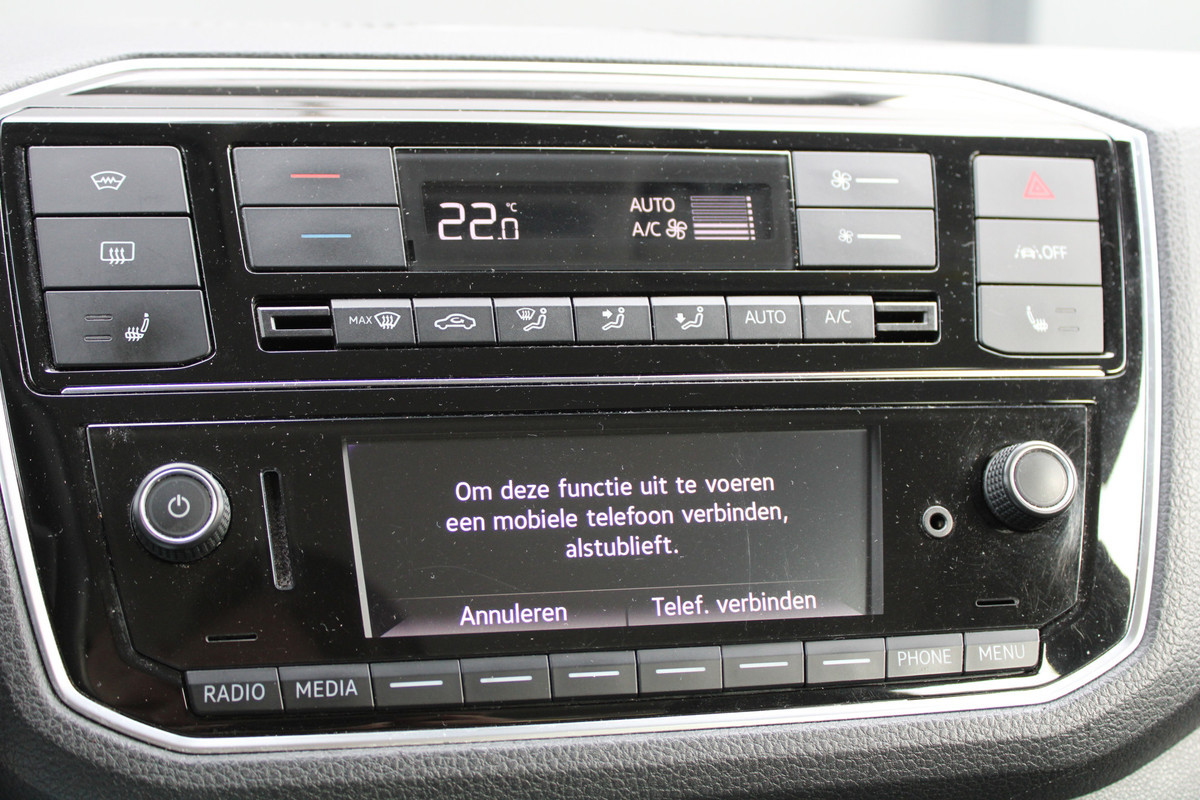 22.0 °C
AUTO
A/C
OFF
MAX
AUTO
A/C
Om deze functie uit te voeren
een mobiele telefoon verbinden,
alstublieft.
Annuleren Telef. verbinden
RADIO MEDIA PHONE MENU